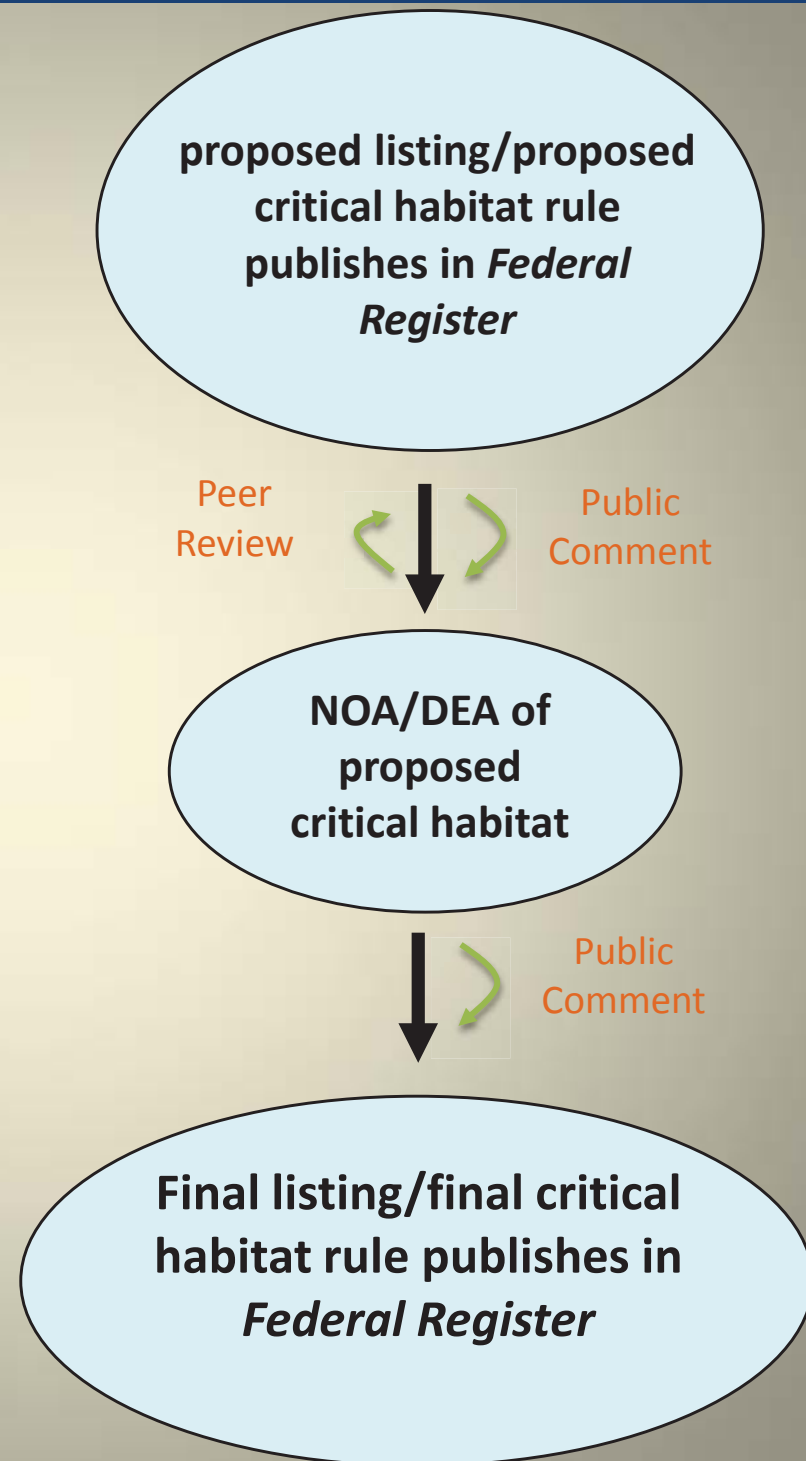 proposed listing/proposed
critical habitat rule
publishes in Federal
Register
Peer
Review
Public
Comment
NOA/DEA of
proposed
critical habitat
Public
Comment
Final listing/final critical
habitat rule publishes in
Federal Register